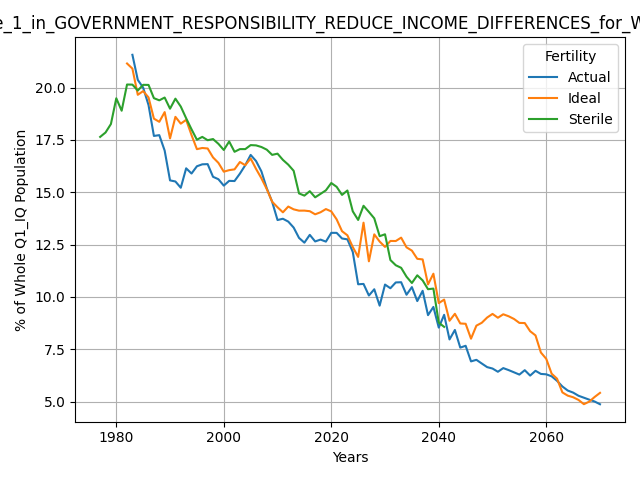 e_1_in_GOVERNMENT_RESPONSIBILITY_REDUCE_INCOME_DIFFERENCES_for_W
Fertility
Actual
Ideal
Sterile
% of Whole Q1_IQ Population
20.0
17.5
15.0
12.5
10.0
7.5
5.0
1980
2000
2020
2040
2060
Years